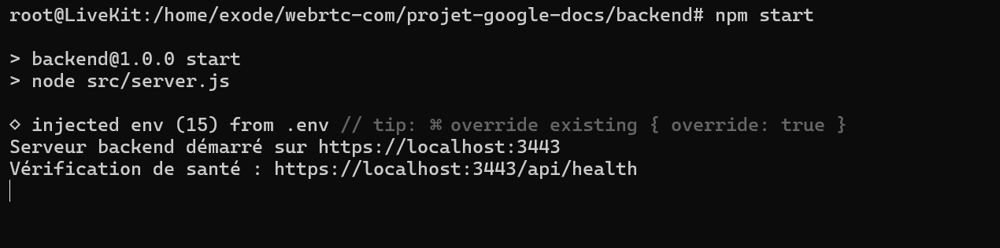 root@LiveKit:/home/exode/webrtc-com/projet-google-docs/backend# npm start
> backend@1.0.0 start
> node src/server.js
◇ injected env (15) from .env // tip: ⌘ override existing { override: true }
Serveur backend démarré sur https://localhost:3443
Vérification de santé : https://localhost:3443/api/health